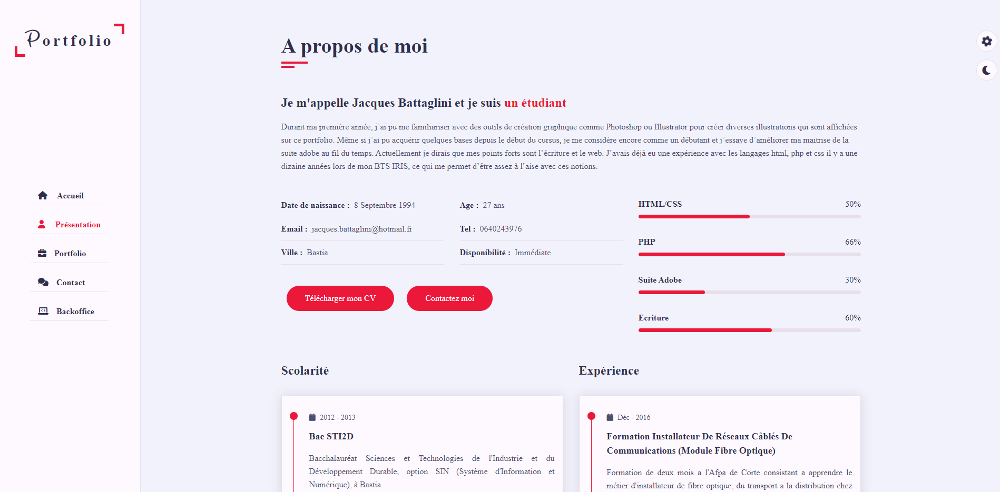 Portfolio
Accueil
Présentation
Portfolio
Contact
Backoffice
A propos de moi
Je m'appelle Jacques Battaglini et je suis un étudiant
Durant ma première année, j’ai pu me familiariser avec des outils de création graphique comme Photoshop ou Illustrator pour créer diverses illustrations qui sont affichées
sur ce portfolio. Même si j’ai pu acquérir quelques bases depuis le début du cursus, je me considère encore comme un débutant et j’essaye d’améliorer ma maitrise de la
suite adobe au fil du temps. Actuellement je dirais que mes points forts sont l’écriture et le web. J’avais déjà eu une expérience avec les langages html, php et css il y a une
dizaine années lors de mon BTS IRIS, ce qui me permet d’être assez à l’aise avec ces notions.
Date de naissance : 8 Septembre 1994
Age : 27 ans
Email : jacques.battaglini@hotmail.fr
Tel : 0640243976
Ville : Bastia
Disponibilité : Immédiate
Télécharger mon CV
Contactez moi
HTML/CSS 50%
PHP 66%
Suite Adobe 30%
Ecriture 60%
Scolarité
2012 - 2013
Bac STI2D
Bacchalauréat Sciences et Technologies de l'Industrie et du
Développement Durable, option SIN (Système d'Information et
Numérique), à Bastia.
Expérience
Déc - 2016
Formation Installateur De Réseaux Câblés De
Communications (Module Fibre Optique)
Formation de deux mois a l'Afpa de Corte consistant a apprendre le
métier d'installateur de fibre optique, du transport a la distribution chez